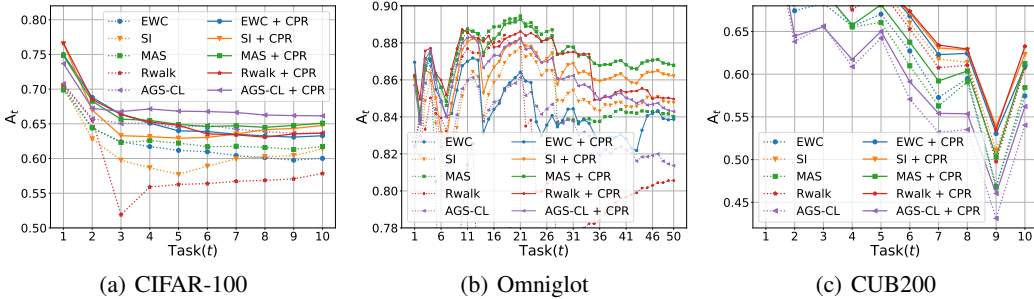 0.80
0.75
0.70
0.65
0.60
0.55
0.50
A_t
EWC
SI
MAS
Rwalk
AGS-CL
EWC + CPR
SI + CPR
MAS + CPR
Rwalk + CPR
AGS-CL + CPR
1 2 3 4 5 6 7 8 9 10
Task(t)
(a) CIFAR-100
0.90
0.88
0.86
0.84
0.82
0.80
0.78
A_t
EWC
SI
MAS
Rwalk
AGS-CL
EWC + CPR
SI + CPR
MAS + CPR
Rwalk + CPR
AGS-CL + CPR
1 6 11 16 21 26 31 36 41 46 50
Task(t)
(b) Omniglot
0.65
0.60
0.55
0.50
0.45
A_t
EWC
SI
MAS
Rwalk
AGS-CL
EWC + CPR
SI + CPR
MAS + CPR
Rwalk + CPR
AGS-CL + CPR
1 2 3 4 5 6 7 8 9 10
Task(t)
(c) CUB200